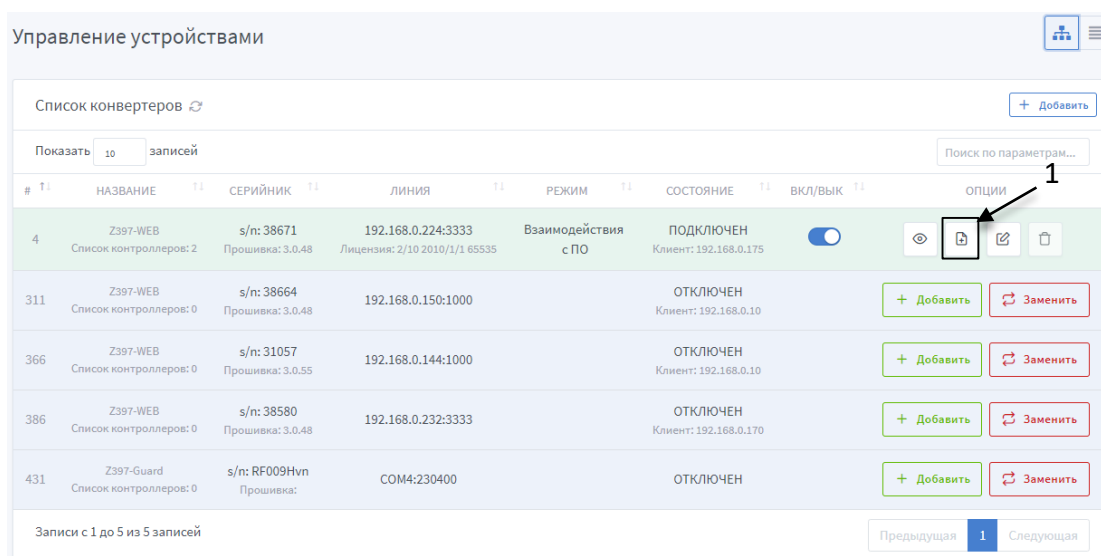 Управление устройствами
Список конвертеров
+ Добавить
Показать 10 записей
Поиск по параметрам...
1
# НАЗВАНИЕ СЕРИЙНИК ЛИНИЯ РЕЖИМ СОСТОЯНИЕ ВКЛ/ВЫК ОПЦИИ
4 Z397-WEB s/n: 38671 192.168.0.224:3333 Взаимодействия ПОДКЛЮЧЕН
Список контроллеров: 2 Прошивка: 3.0.48 Лицензия: 2/10 2010/1/1 65535 с ПО Клиент: 192.168.0.175
311 Z397-WEB s/n: 38664 192.168.0.150:1000 ОТКЛЮЧЕН + Добавить Заменить
Список контроллеров: 0 Прошивка: 3.0.48 Клиент: 192.168.0.10
366 Z397-WEB s/n: 31057 192.168.0.144:1000 ОТКЛЮЧЕН + Добавить Заменить
Список контроллеров: 0 Прошивка: 3.0.55 Клиент: 192.168.0.10
386 Z397-WEB s/n: 38580 192.168.0.232:3333 ОТКЛЮЧЕН + Добавить Заменить
Список контроллеров: 0 Прошивка: 3.0.48 Клиент: 192.168.0.170
431 Z397-Guard s/n: RF009Hvn COM4:230400 ОТКЛЮЧЕН + Добавить Заменить
Список контроллеров: 0 Прошивка:
Записи с 1 до 5 из 5 записей
Предыдущая 1 Следующая